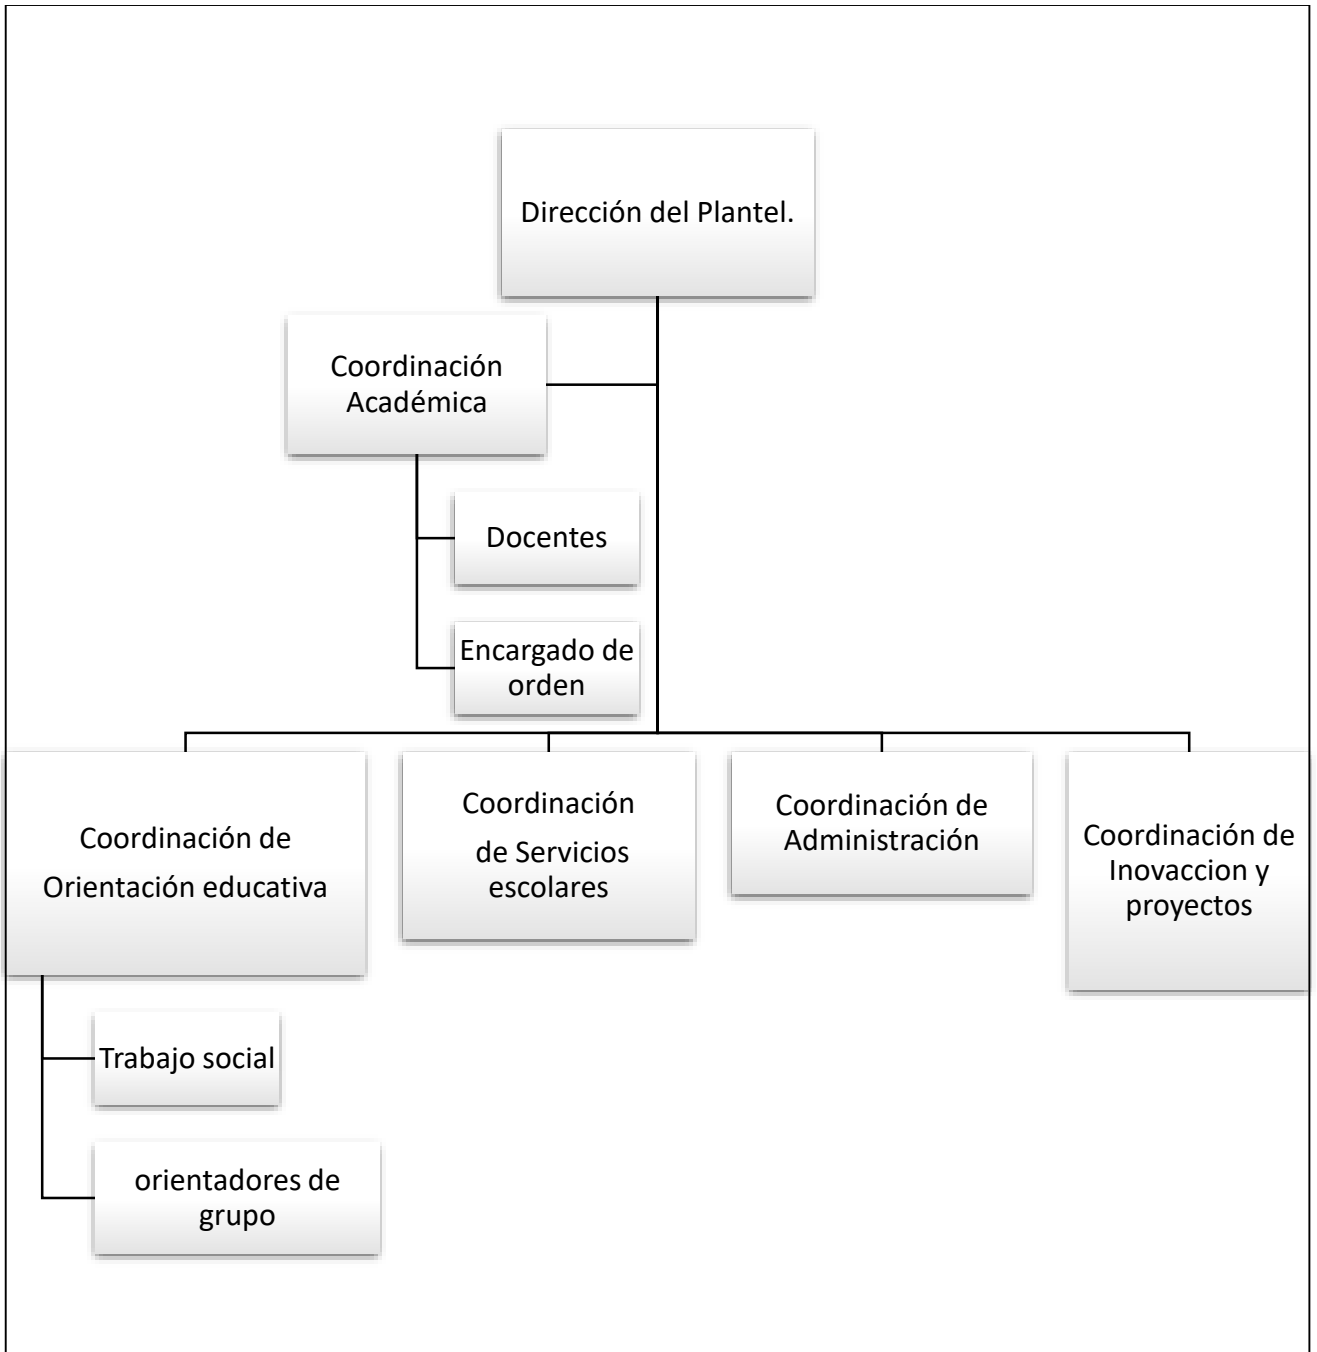 Dirección del Plantel.
Coordinación
Académica
Docentes
Encargado de
orden
Coordinación de
Orientación educativa
Coordinación
de Servicios
escolares
Coordinación de
Administración
Coordinación de
Inovaccion y
proyectos
Trabajo social
orientadores de
grupo